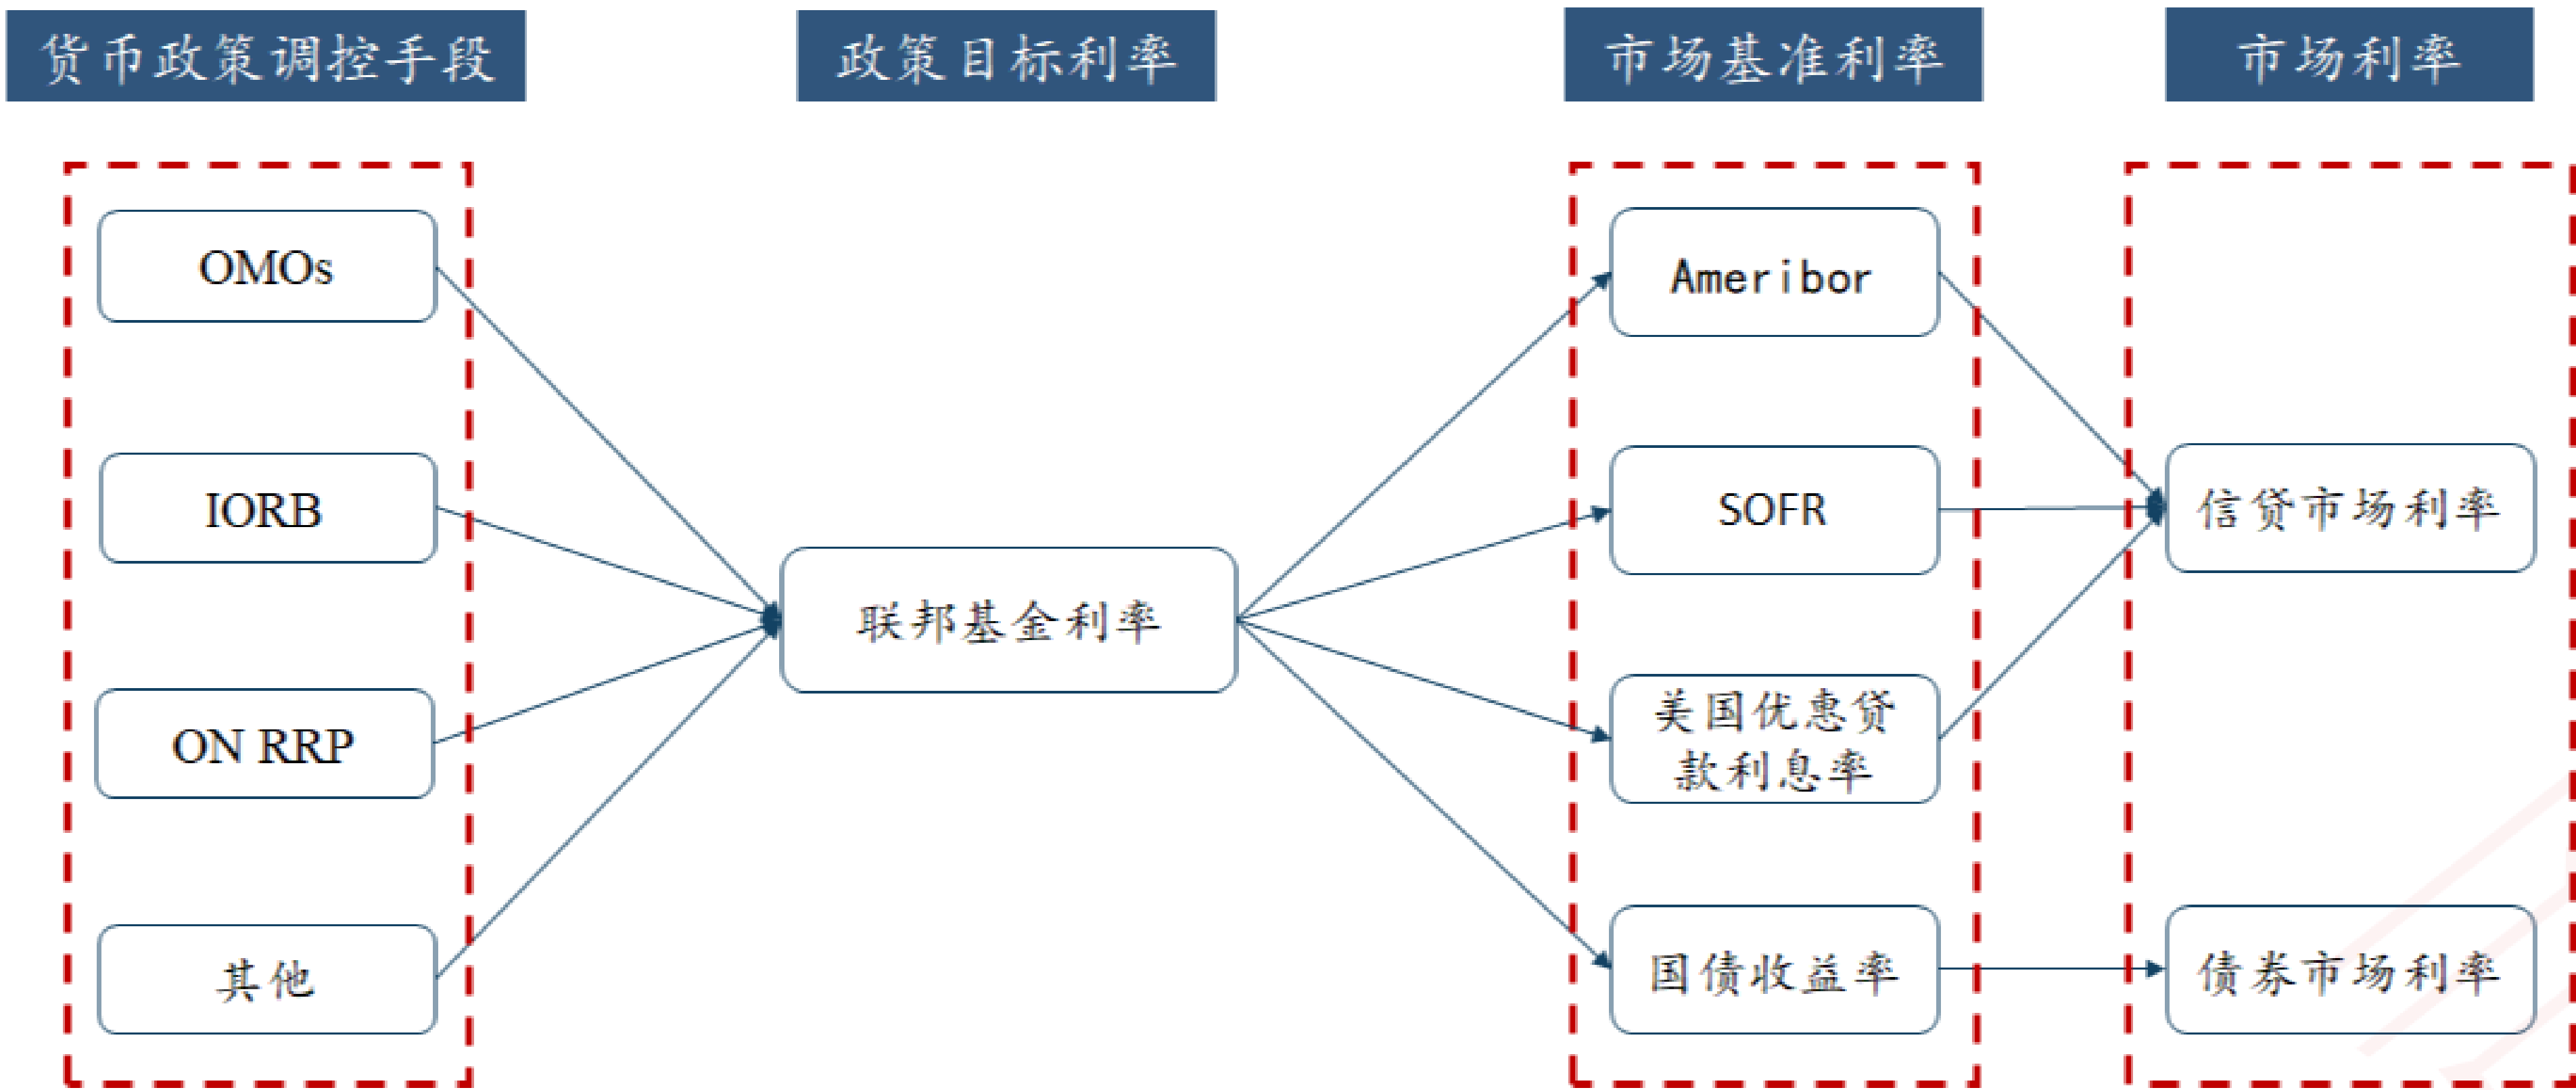 货币政策调控手段
政策目标利率
市场基准利率
市场利率
OMOs
IORB
ON RRP
其他
联邦基金利率
Ameribor
SOFR
美国优惠贷
款利息率
国债收益率
信贷市场利率
债券市场利率